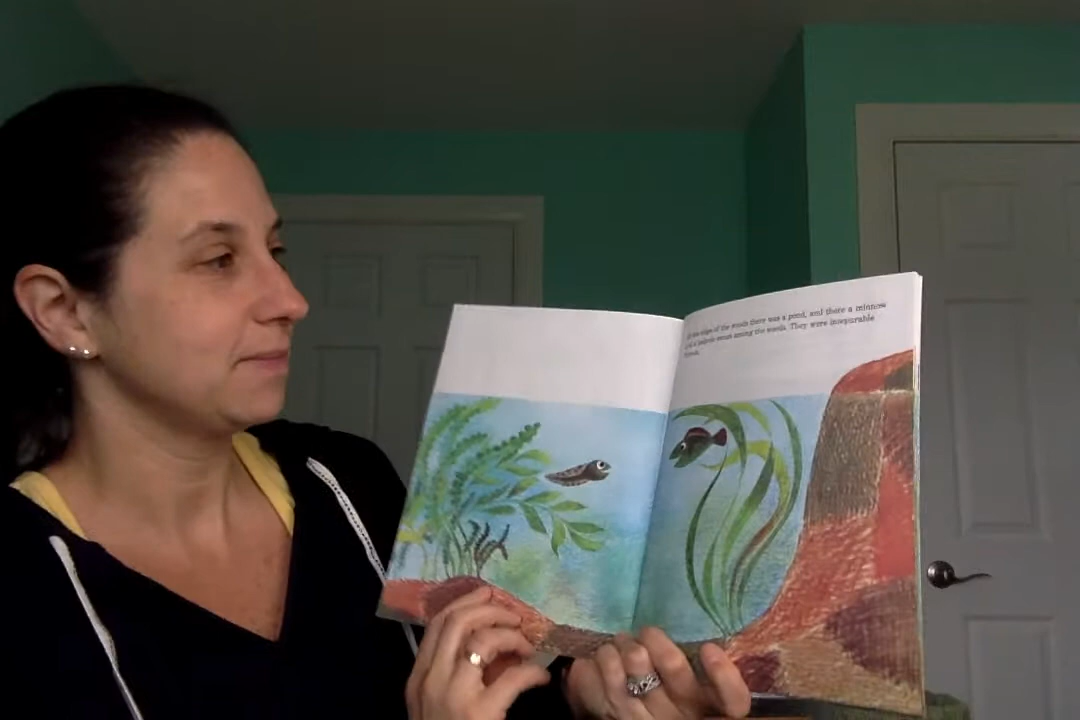 At the edge of the woods there was a pond, and there a minnow
and a tadpole swam among the weeds. They were inseparable
friends.